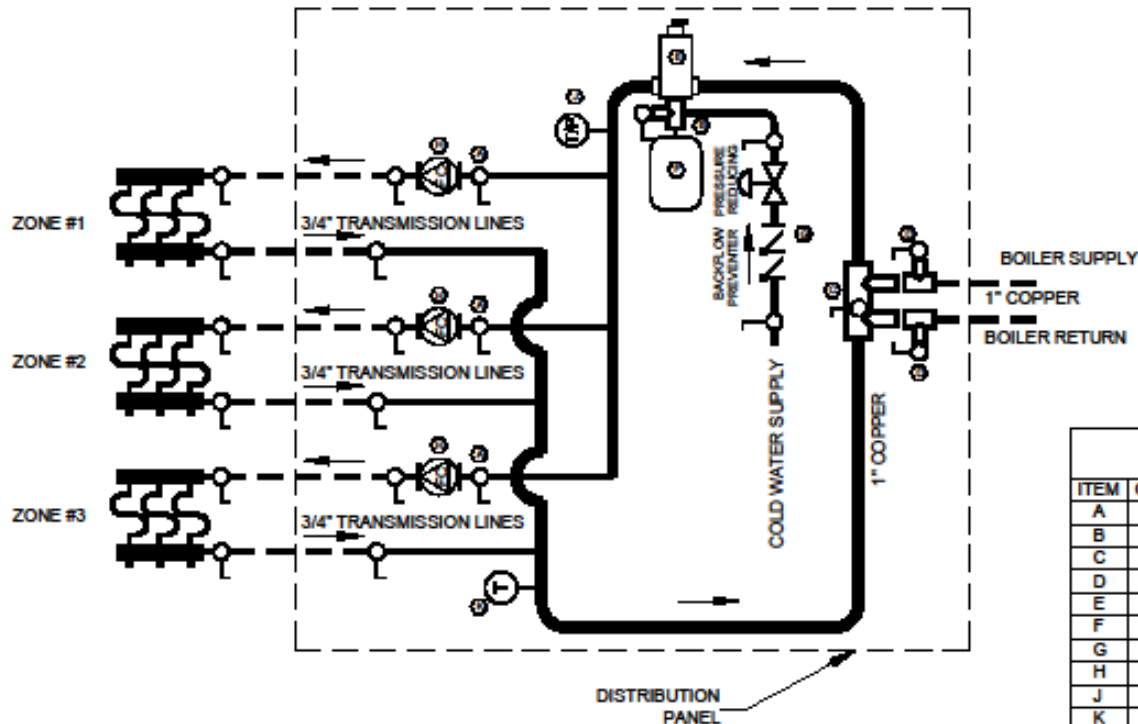 ZONE #1
3/4" TRANSMISSION LINES
ZONE #2
3/4" TRANSMISSION LINES
ZONE #3
3/4" TRANSMISSION LINES
T/P
T
PRESSURE
REDUCING
BACKFLOW
PREVENTER
COLD WATER SUPPLY
1" COPPER
BOILER SUPPLY
1" COPPER
BOILER RETURN
DISTRIBUTION
PANEL
ITEM
A
B
C
D
E
F
G
H
J
K